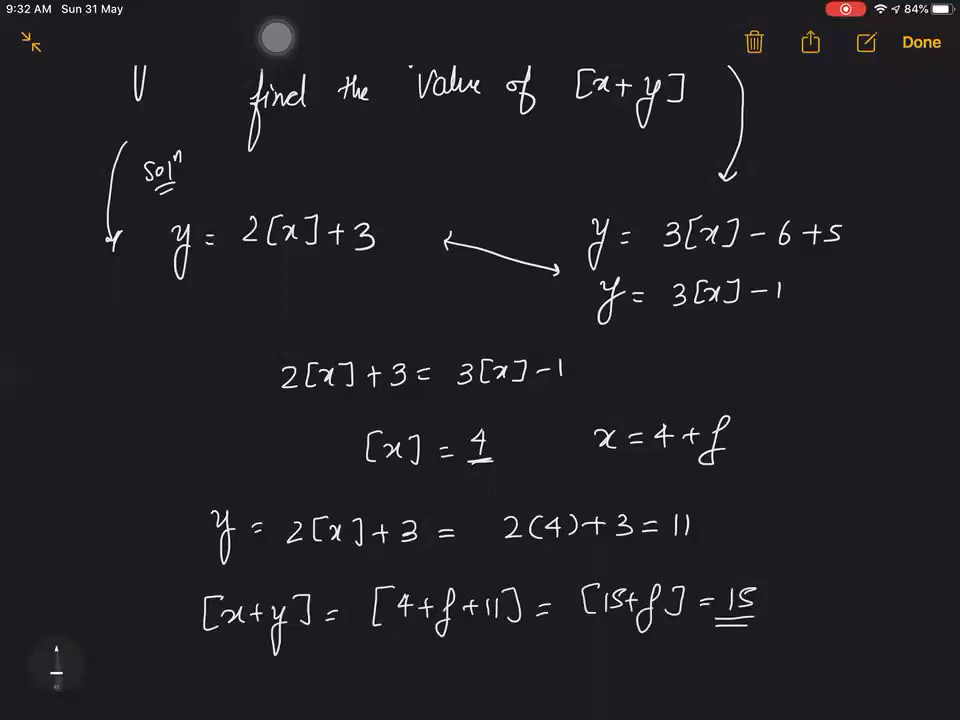 9:32 AM Sun 31 May 84%
Done
find the value of [x+y]
solⁿ
y = 2[x]+3
y = 3[x]-6+5
y = 3[x]-1
2[x]+3 = 3[x]-1
[x] = 4 x = 4+f
y = 2[x]+3 = 2(4)+3 = 11
[x+y] = [4+f+11] = [15+f] = 15